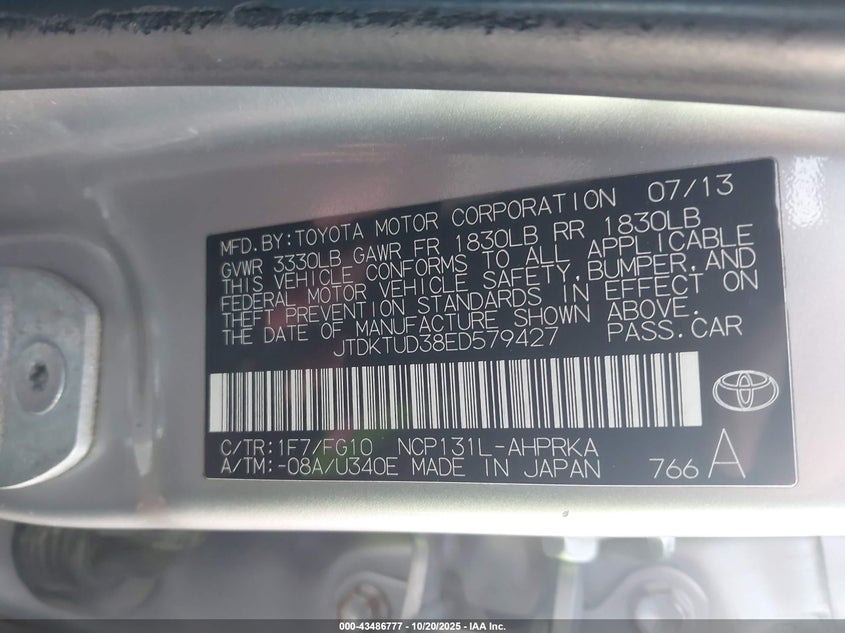 MFD.BY:TOYOTA MOTOR CORPORATION 07/13
GVWR 3330LB GAWR FR 1830LB RR 1830LB
THIS VEHICLE CONFORMS TO ALL APPLICABLE
FEDERAL MOTOR VEHICLE SAFETY,BUMPER,AND
THEFT PREVENTION STANDARDS IN EFFECT ON
THE DATE OF MANUFACTURE SHOWN ABOVE.
JTDKTUD38ED579427 PASS.CAR
C/TR:1F7/FG10 NCP131L-AHPRKA
A/TM:-08A/U340E MADE IN JAPAN 766 A
000-43486777 - 10/20/2025 - IAA Inc.